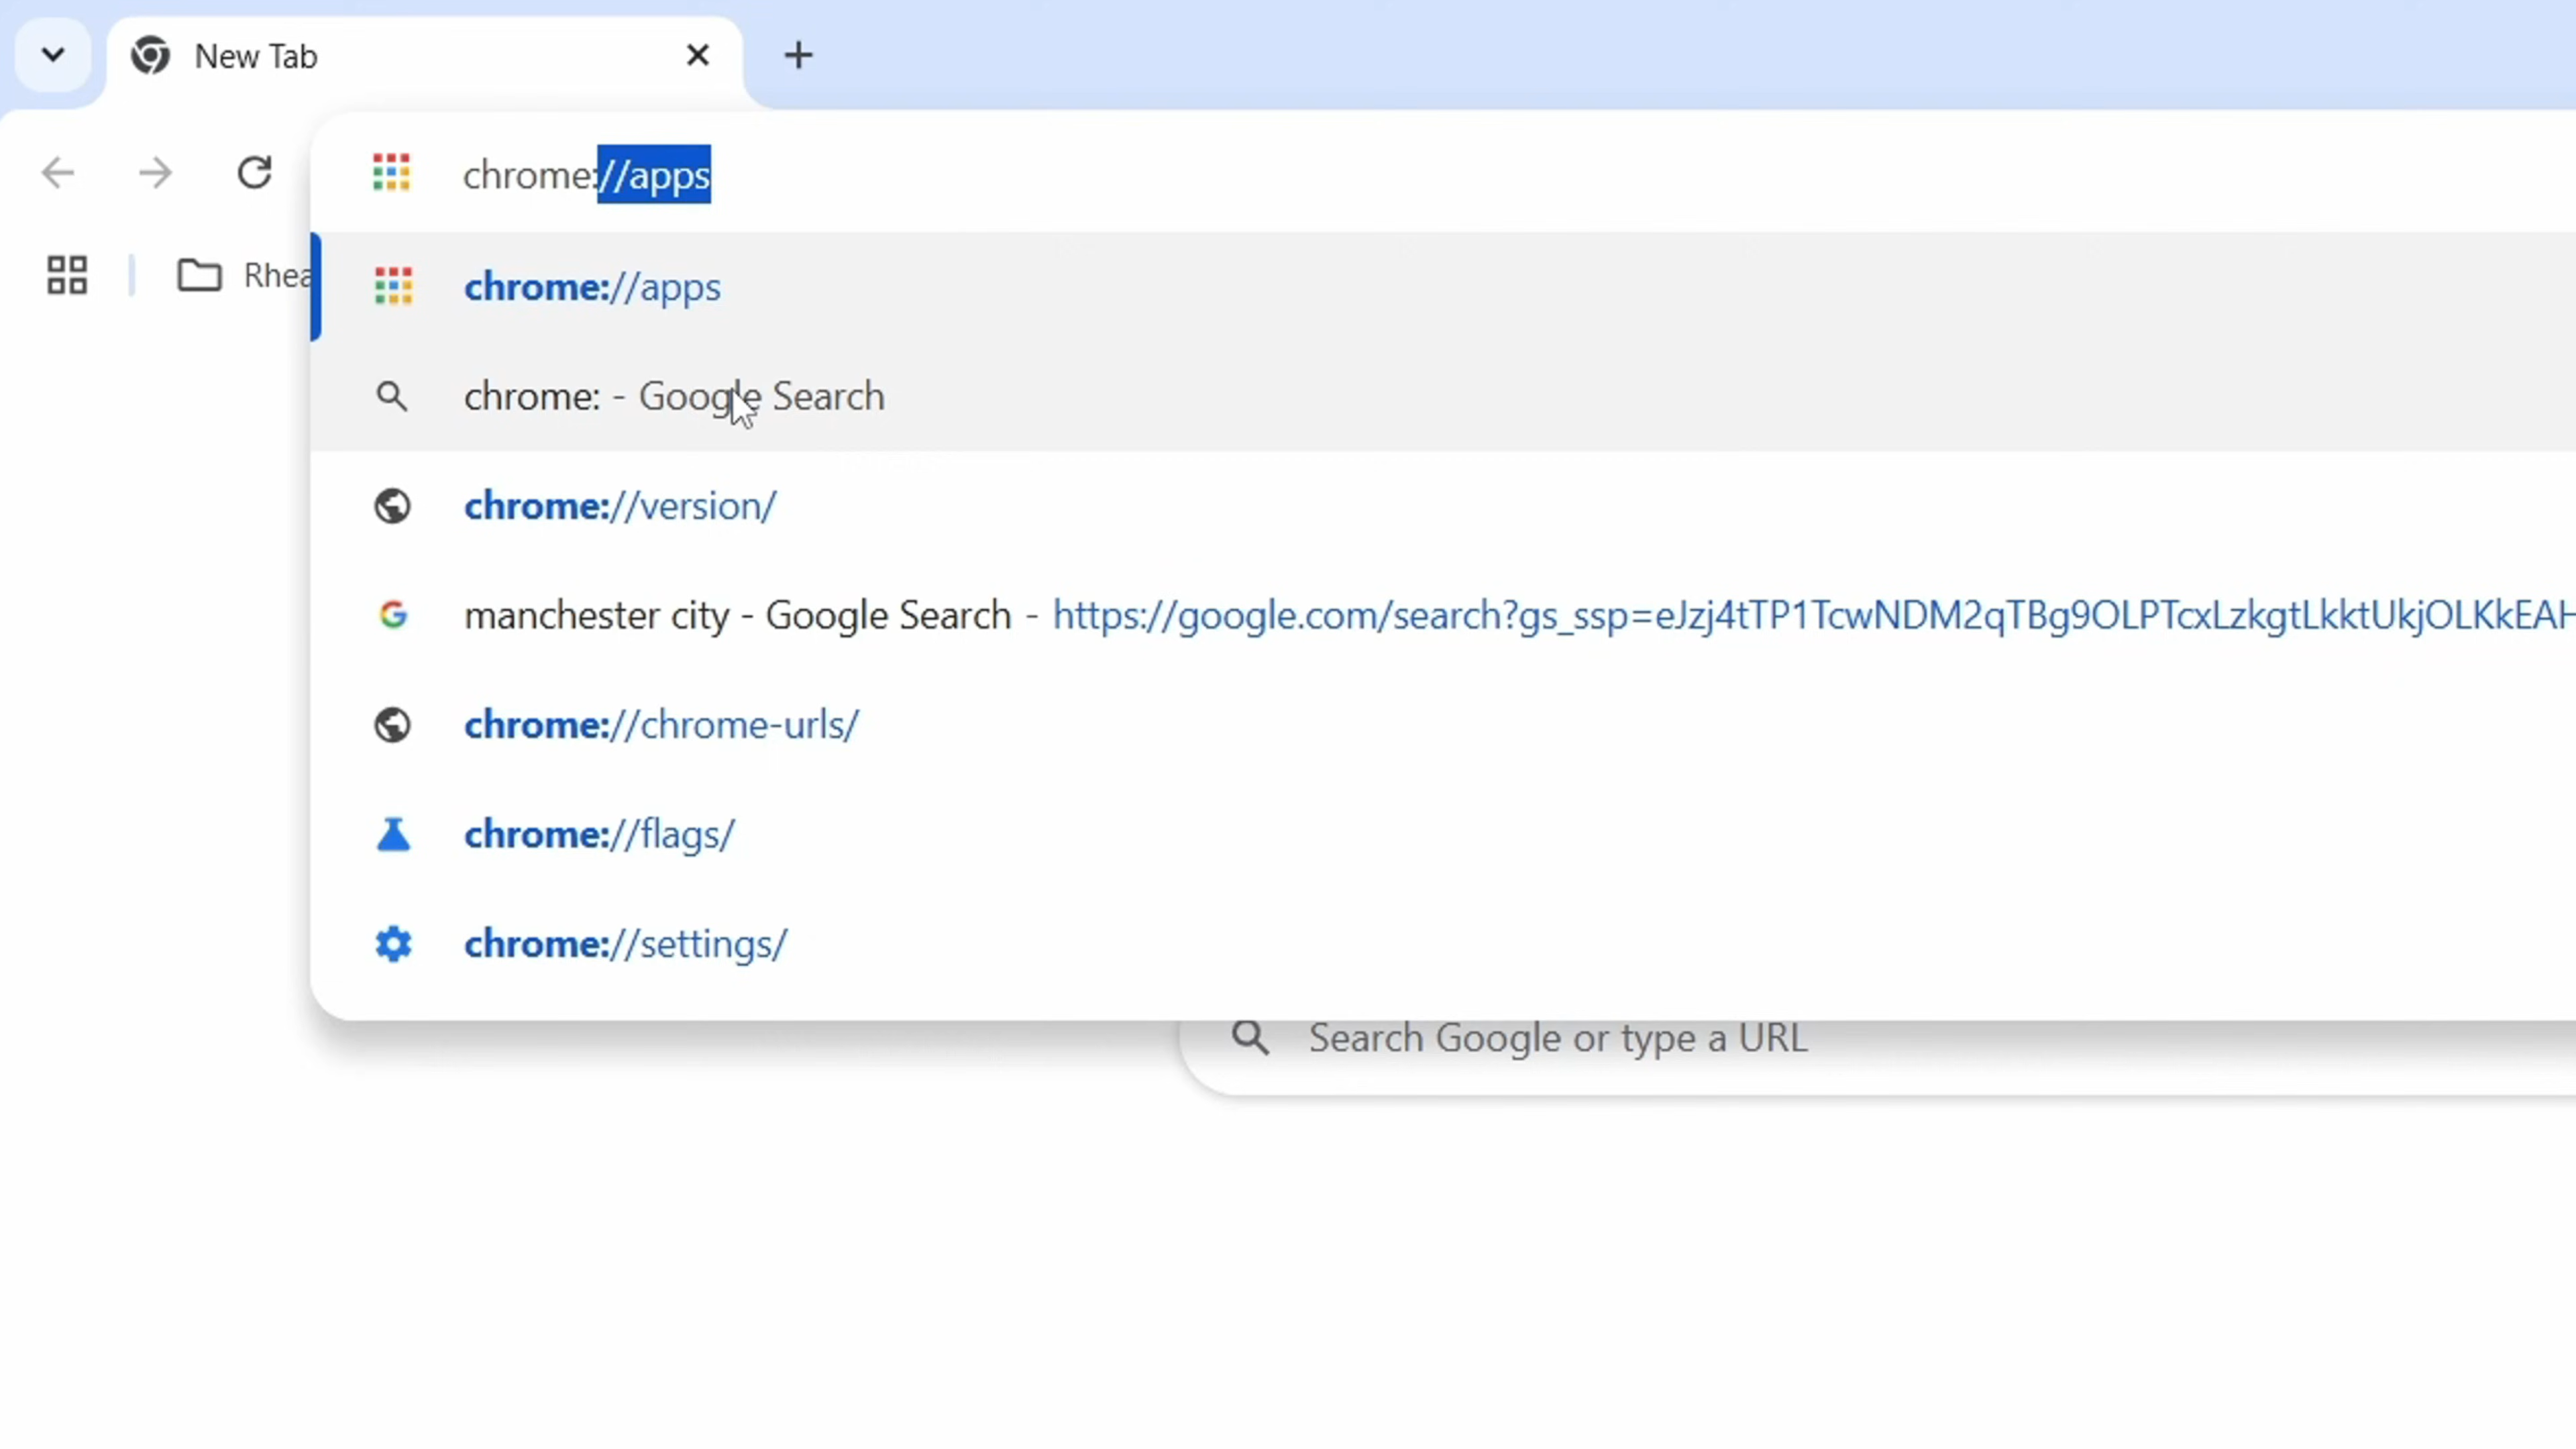 New Tab
chrome://apps
Rhea
chrome://apps
chrome: - Google Search
chrome://version/
manchester city - Google Search - https://google.com/search?gs_ssp=eJzj4tTP1TcwNDM2qTBg9OLPTcxLzkgtLkktUkjOLKkEAH
chrome://chrome-urls/
chrome://flags/
chrome://settings/
Search Google or type a URL